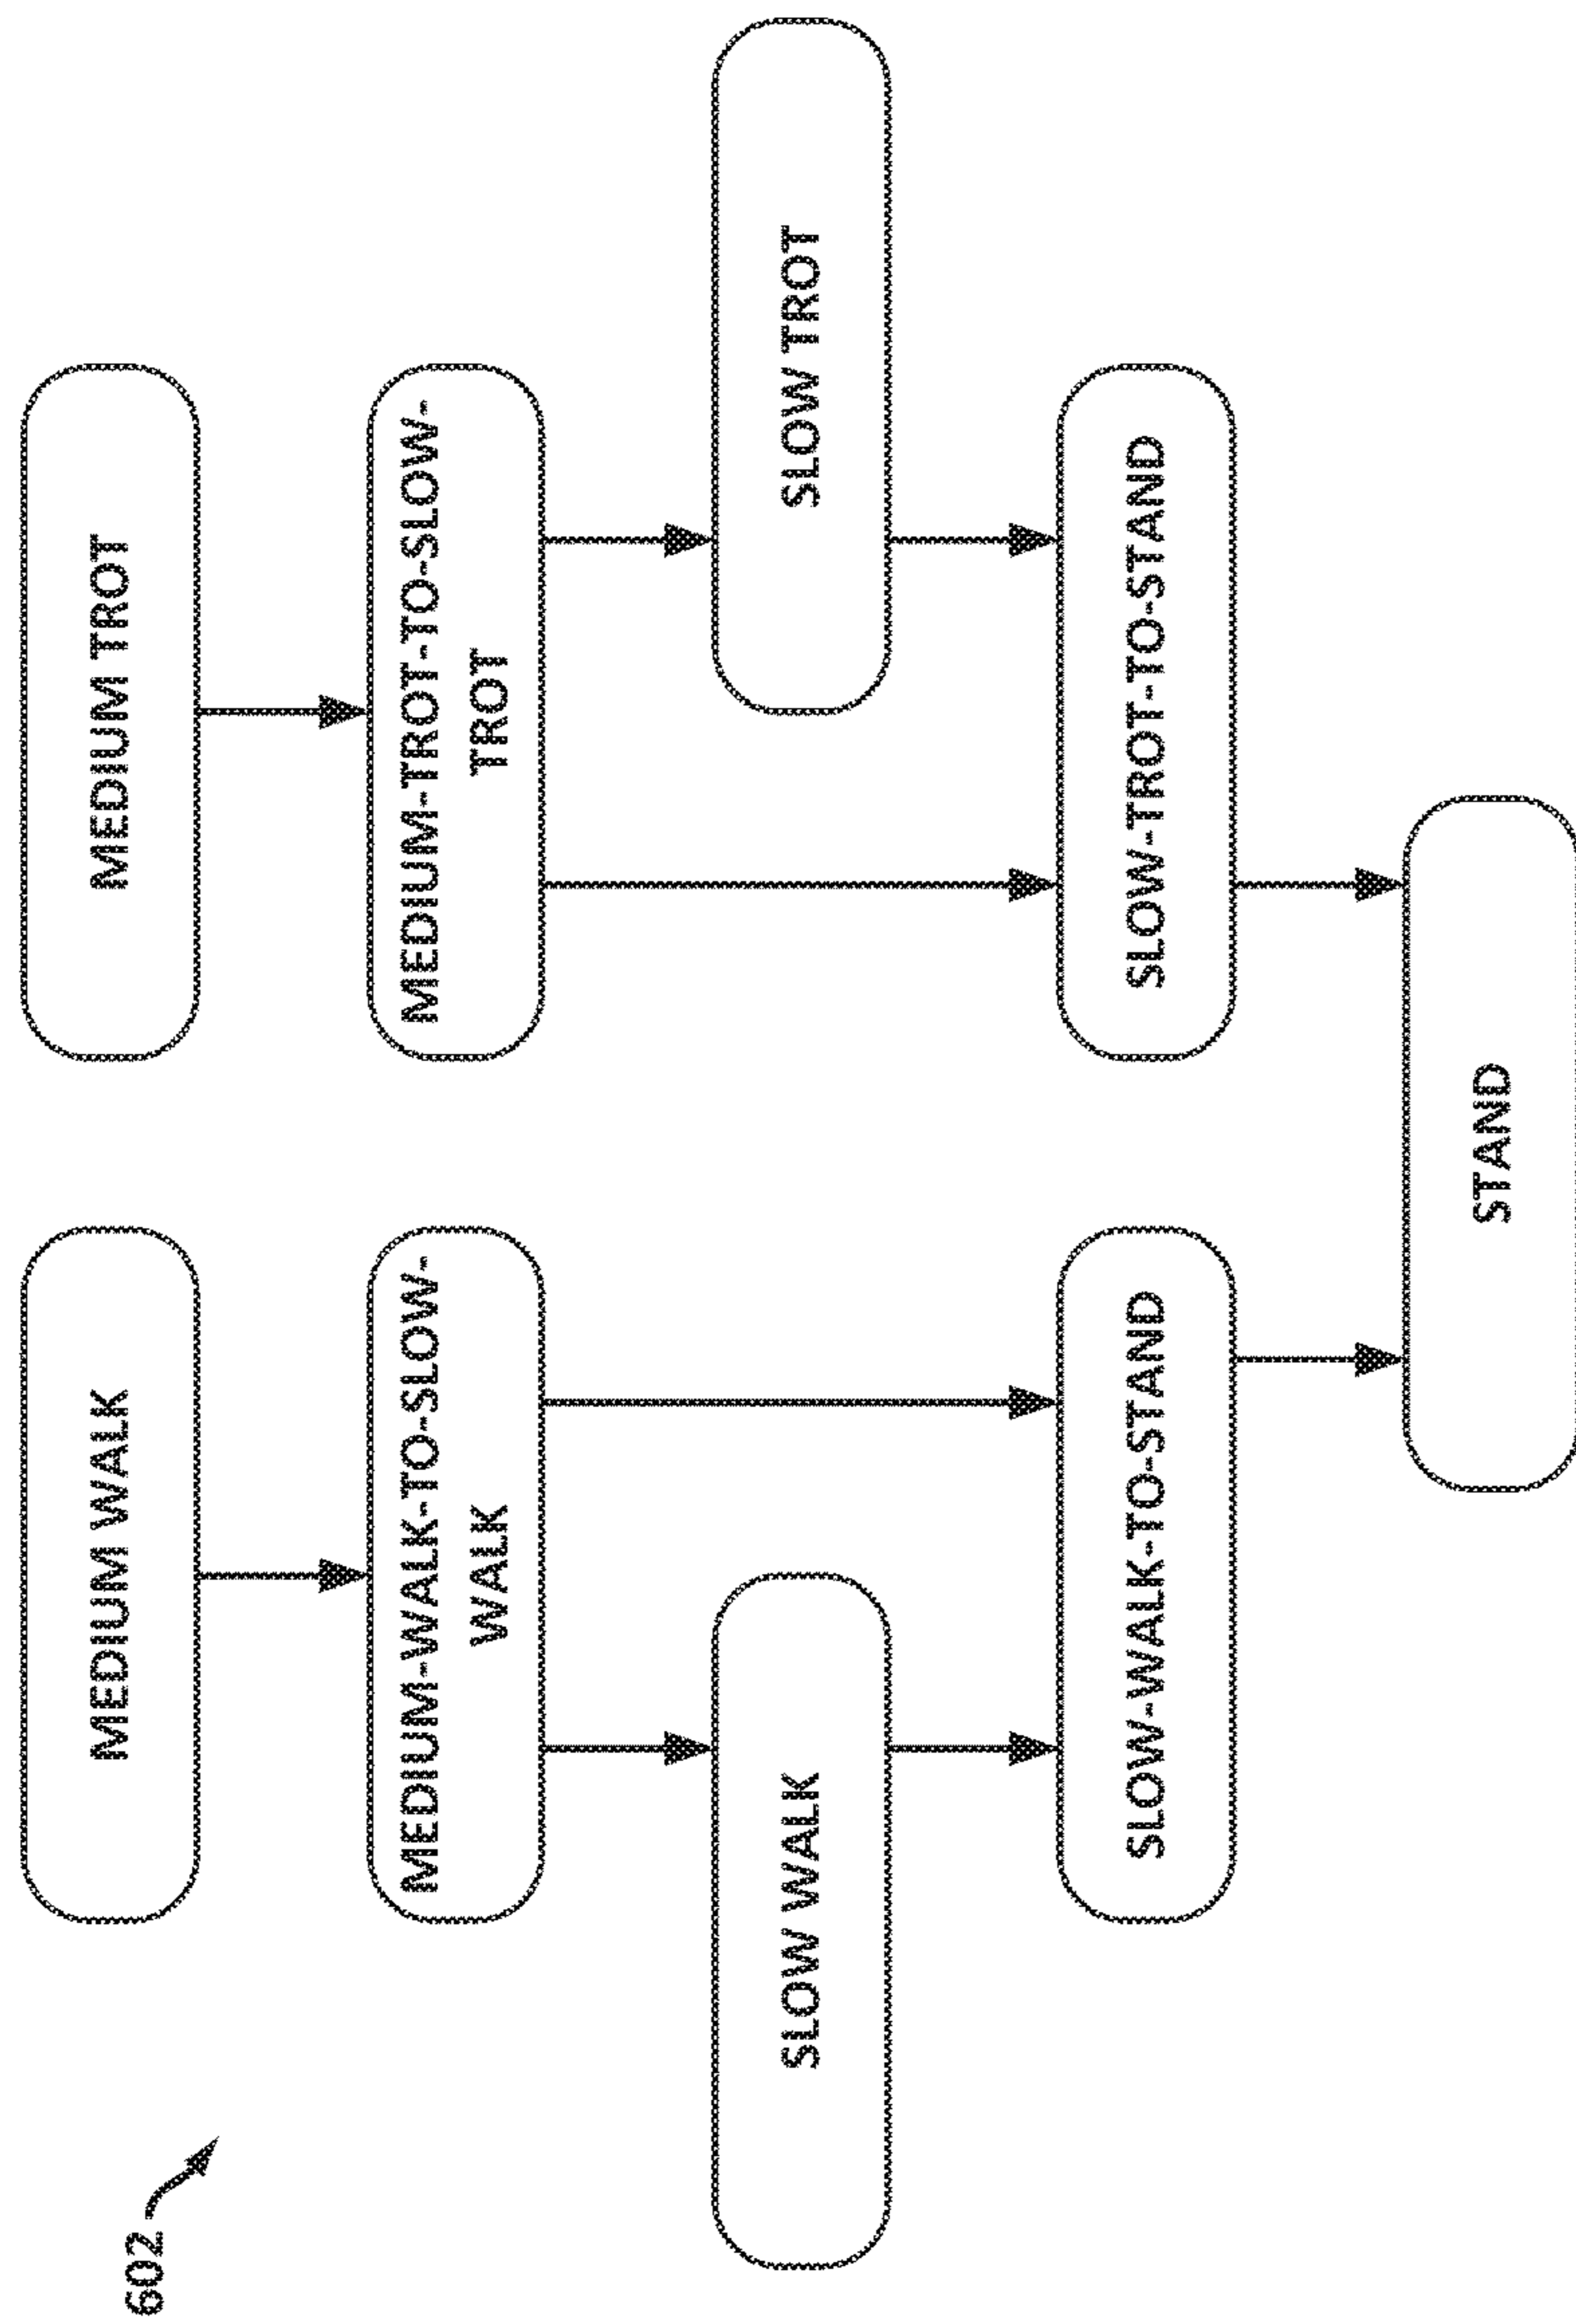 602
MEDIUM WALK
MEDIUM TROT
MEDIUM-WALK-TO-SLOW-
WALK
MEDIUM-TROT-TO-SLOW-
TROT
SLOW WALK
SLOW TROT
SLOW-WALK-TO-STAND
SLOW-TROT-TO-STAND
STAND